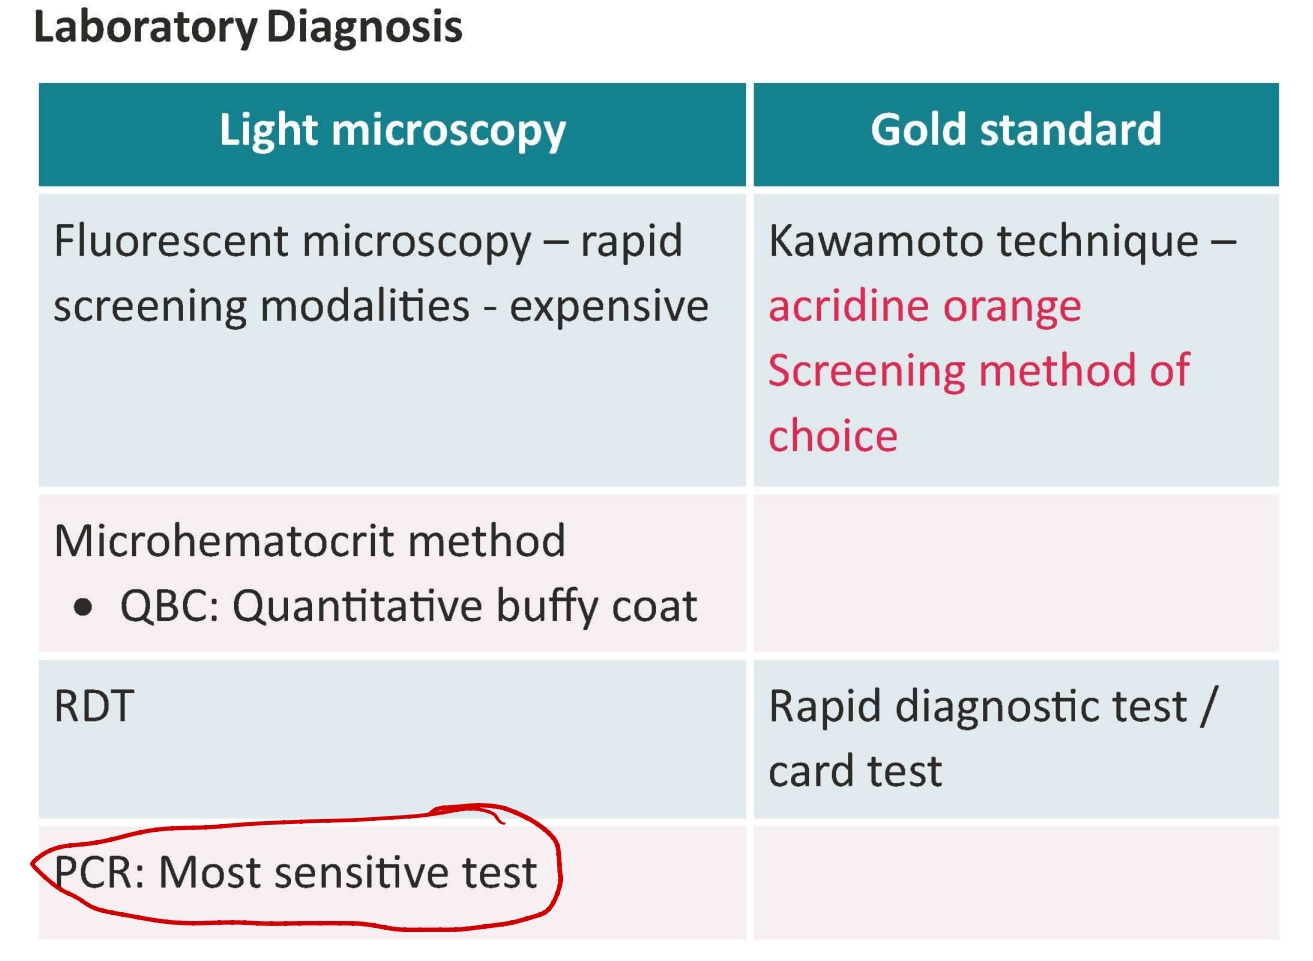 Laboratory Diagnosis
Light microscopy
Gold standard
Fluorescent microscopy – rapid
screening modalities - expensive
Kawamoto technique –
acridine orange
Screening method of
choice
Microhematocrit method
• QBC: Quantitative buffy coat
RDT
Rapid diagnostic test /
card test
PCR: Most sensitive test